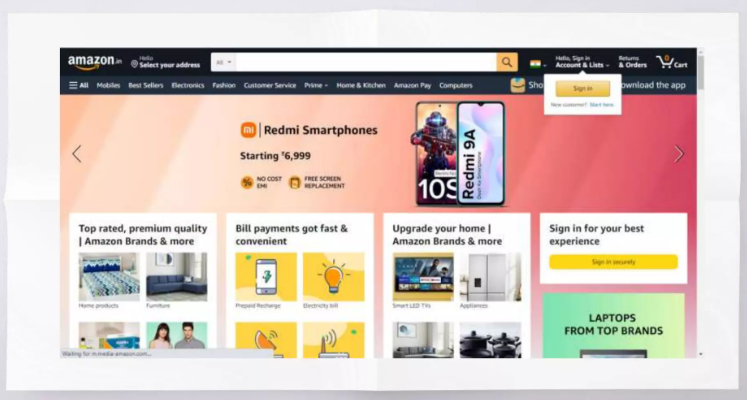 amazon.in
Hello
Select your address
All
Hello, Sign in
Account & Lists
Returns
& Orders
0
Cart
All Mobiles Best Sellers Electronics Fashion Customer Service Prime Home & Kitchen Amazon Pay Computers
Sho
ownload the app
Sign in
New customer? Start here.
mi Redmi Smartphones
Starting ₹6,999
NO COST
EMI
FREE SCREEN
REPLACEMENT
10S
Redmi 9A
Top rated, premium quality
| Amazon Brands & more
Home products
Furniture
Bill payments got fast &
convenient
Prepaid Recharge
Electricity bill
Upgrade your home |
Amazon Brands & more
Smart LED TVs
Appliances
Sign in for your best
experience
Sign in securely
LAPTOPS
FROM TOP BRANDS
Waiting for m.media-amazon.com...